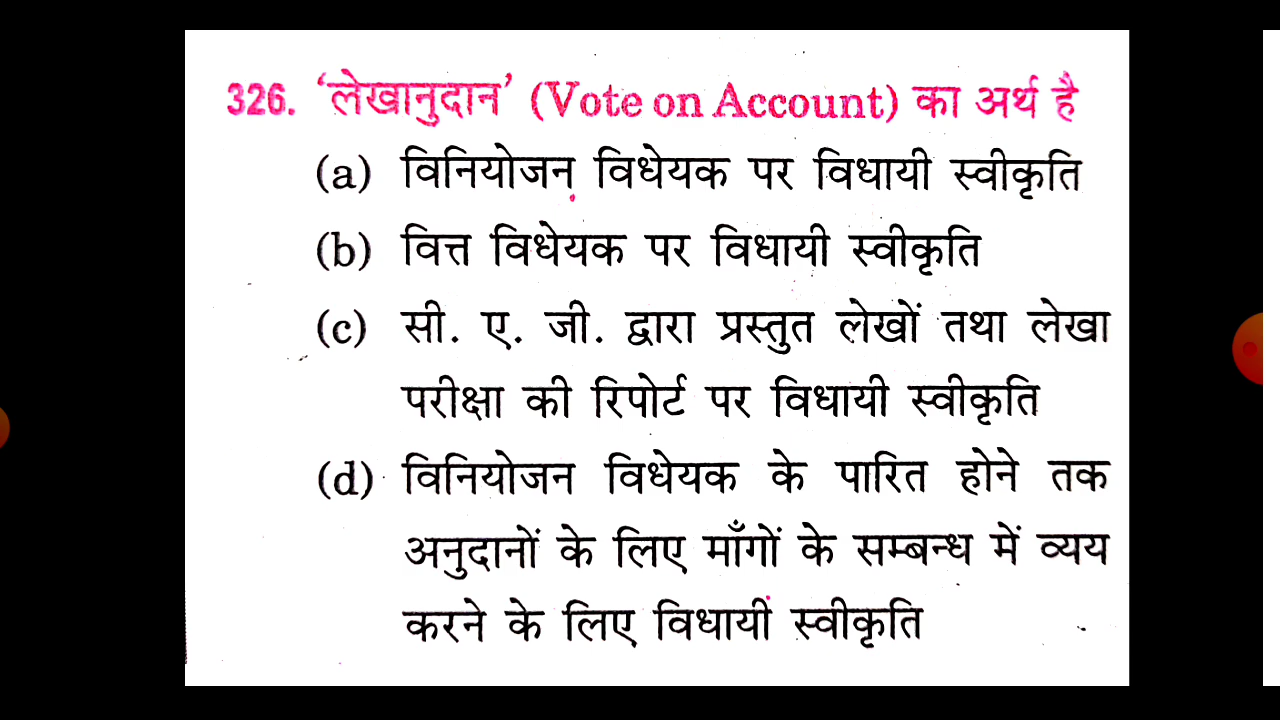 326. ‘लेखानुदान’ (Vote on Account) का अर्थ है
(a) विनियोजन विधेयक पर विधायी स्वीकृति
(b) वित्त विधेयक पर विधायी स्वीकृति
(c) सी. ए. जी. द्वारा प्रस्तुत लेखों तथा लेखा
परीक्षा की रिपोर्ट पर विधायी स्वीकृति
(d) विनियोजन विधेयक के पारित होने तक
अनुदानों के लिए माँगों के सम्बन्ध में व्यय
करने के लिए विधायी स्वीकृति